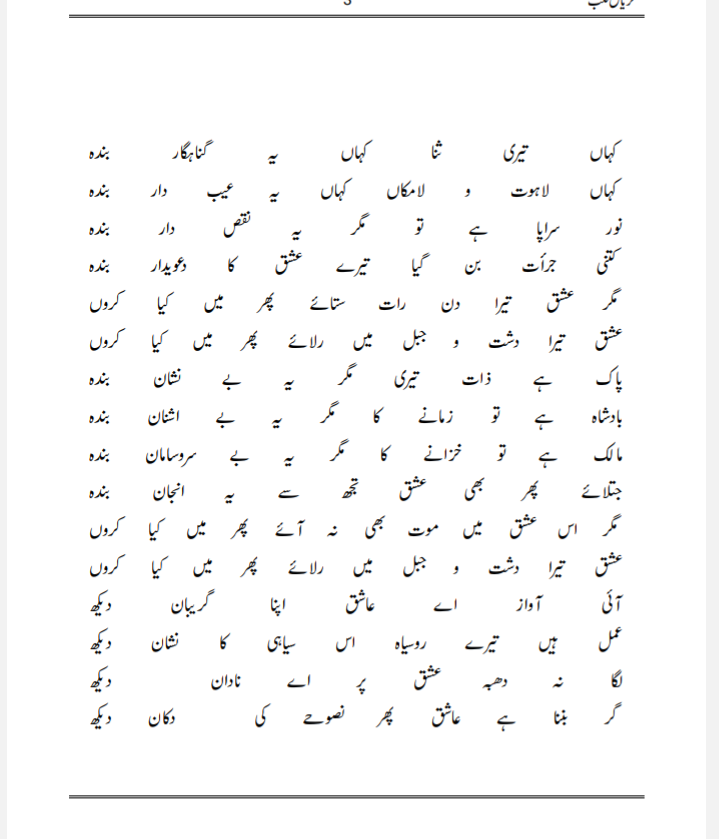 3
کہاں تیری ثنا کہاں یہ گناہگار بندہ
کہاں لاہوت و لامکاں کہاں یہ عیب دار بندہ
نور سراپا ہے تو مگر یہ نقص دار بندہ
کتنی جرأت بن گیا تیرے عشق کا دعویدار بندہ
مگر عشق تیرا دن رات ستائے پھر میں کیا کروں
عشق تیرا دشت و جبل میں رلائے پھر میں کیا کروں
پاک ہے ذات تیری مگر یہ بے نشان بندہ
بادشاہ ہے تو زمانے کا مگر یہ بے اشنان بندہ
مالک ہے تو خزانے کا مگر یہ بے سروسامان بندہ
جتلائے پھر بھی عشق تجھ سے یہ انجان بندہ
مگر اس عشق میں موت بھی نہ آئے پھر میں کیا کروں
عشق تیرا دشت و جبل میں رلائے پھر میں کیا کروں
آئی آواز اے عاشق اپنا گریبان دیکھ
عمل ہیں تیرے روسیاہ اس سیاہی کا نشان دیکھ
لگا نہ دھبہ عشق پر اے نادان دیکھ
گر بننا ہے عاشق پھر نصوحے کی دکان دیکھ